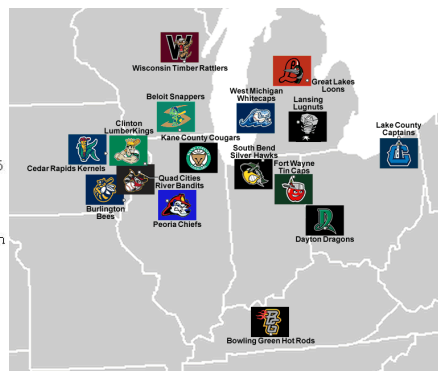 Wisconsin Timber Rattlers
Great Lakes
Loons
Beloit Snappers
West Michigan
Whitecaps
Lansing
Lugnuts
Clinton
LumberKings
Kane County Cougars
Lake County
Captains
South Bend
Silver Hawks
Fort Wayne
Tin Caps
Cedar Rapids Kernels
Quad Cities
River Bandits
Burlington
Bees
Peoria Chiefs
Dayton Dragons
Bowling Green Hot Rods